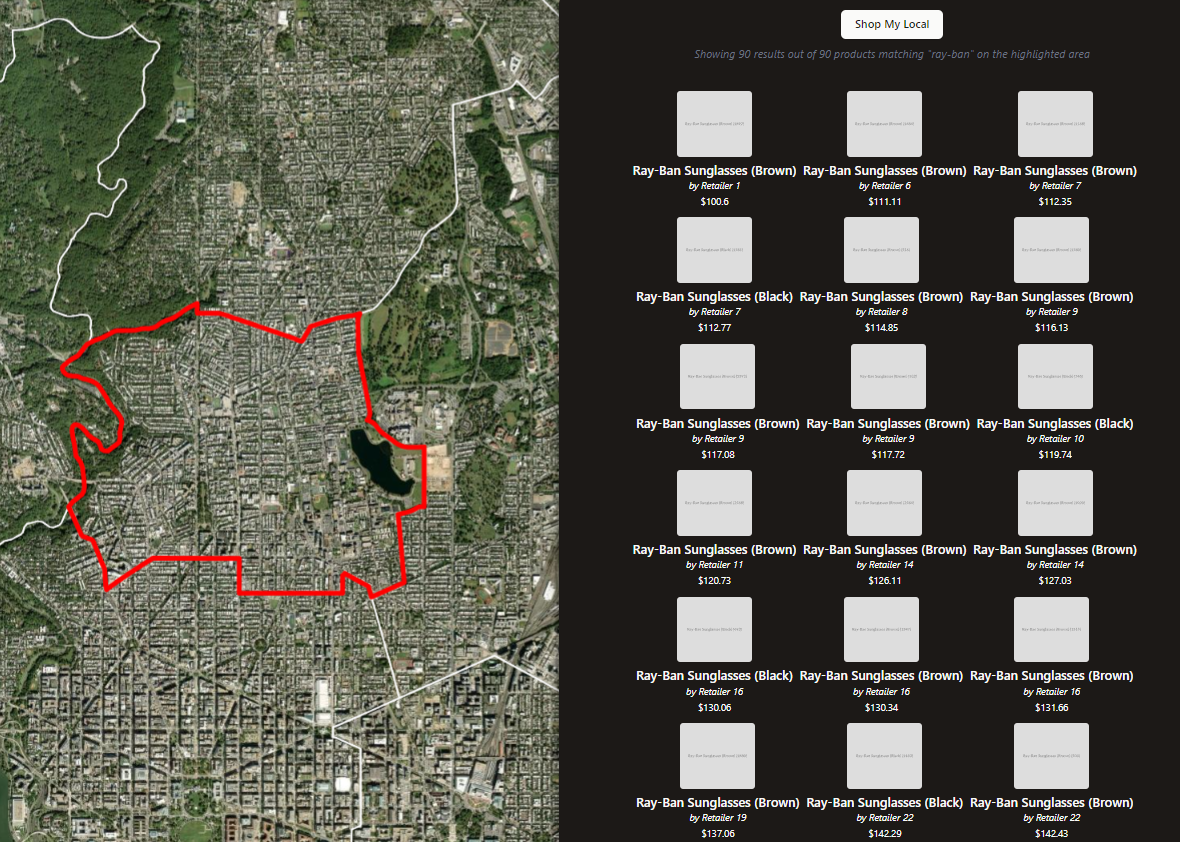 Shop My Local
Showing 90 results out of 90 products matching "ray-ban" on the highlighted area
Ray-Ban Sunglasses (Brown) Ray-Ban Sunglasses (Brown) Ray-Ban Sunglasses (Brown)
by Retailer 1 by Retailer 6 by Retailer 7
$100.6 $111.11 $112.35
Ray-Ban Sunglasses (Black) Ray-Ban Sunglasses (Brown) Ray-Ban Sunglasses (Brown)
by Retailer 7 by Retailer 8 by Retailer 9
$112.77 $114.85 $116.13
Ray-Ban Sunglasses (Brown) Ray-Ban Sunglasses (Brown) Ray-Ban Sunglasses (Black)
by Retailer 9 by Retailer 9 by Retailer 10
$117.08 $117.72 $119.74
Ray-Ban Sunglasses (Brown) Ray-Ban Sunglasses (Brown) Ray-Ban Sunglasses (Brown)
by Retailer 11 by Retailer 14 by Retailer 14
$120.73 $126.11 $127.03
Ray-Ban Sunglasses (Black) Ray-Ban Sunglasses (Brown) Ray-Ban Sunglasses (Brown)
by Retailer 16 by Retailer 16 by Retailer 16
$130.06 $130.34 $131.66
Ray-Ban Sunglasses (Brown) Ray-Ban Sunglasses (Black) Ray-Ban Sunglasses (Brown)
by Retailer 19 by Retailer 22 by Retailer 22
$137.06 $142.29 $142.43